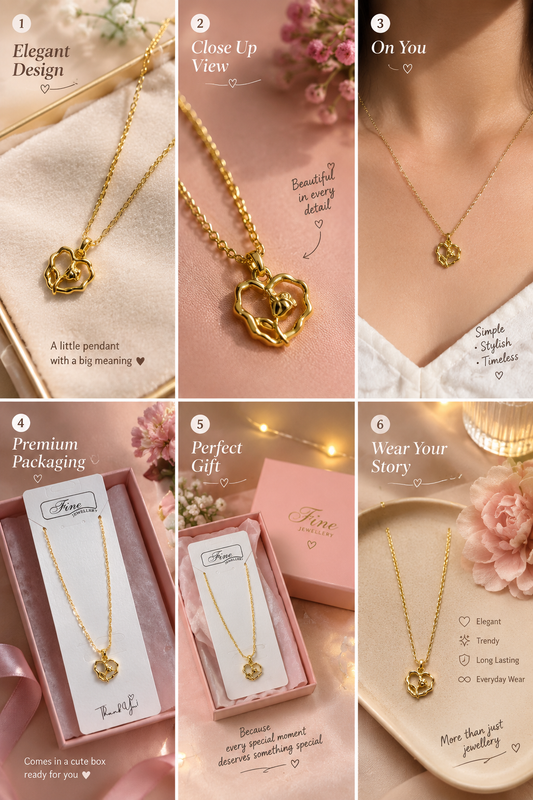 1
Elegant
Design
A little pendant
with a big meaning
2
Close Up
View
Beautiful
in every
detail
3
On You
Simple
• Stylish
• Timeless
4
Premium
Packaging
Fine
JEWELLERY
Thank You
Comes in a cute box
ready for you
5
Perfect
Gift
Fine
JEWELLERY
Fine
JEWELLERY
Because
every special moment
deserves something special
6
Wear Your
Story
Elegant
Trendy
Long Lasting
Everyday Wear
More than just
jewellery